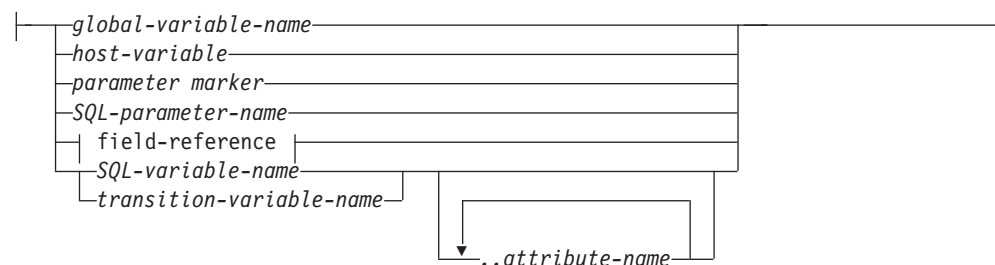 global-variable-name
host-variable
parameter marker
SQL-parameter-name
field-reference
SQL-variable-name
transition-variable-name
..attribute-name